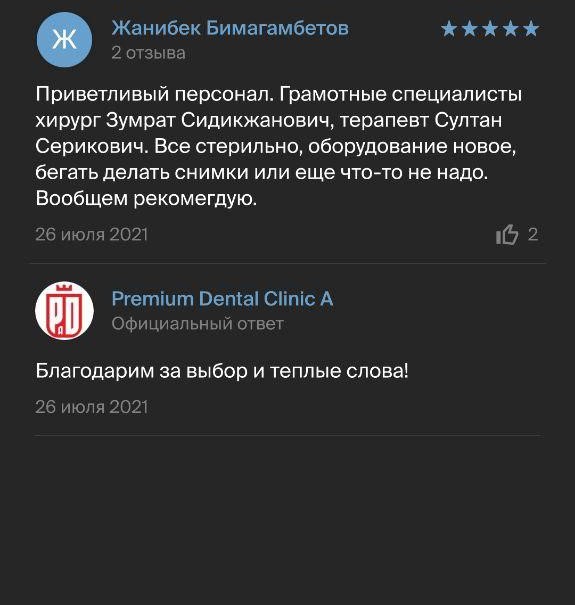 Ж
Жанибек Бимагамбетов
2 отзыва
Приветливый персонал. Грамотные специалисты
хирург Зумрат Сидикжанович, терапевт Султан
Серикович. Все стерильно, оборудование новое,
бегать делать снимки или еще что-то не надо.
Вообщем рекомегдую.
26 июля 2021
2
Premium Dental Clinic A
Официальный ответ
Благодарим за выбор и теплые слова!
26 июля 2021